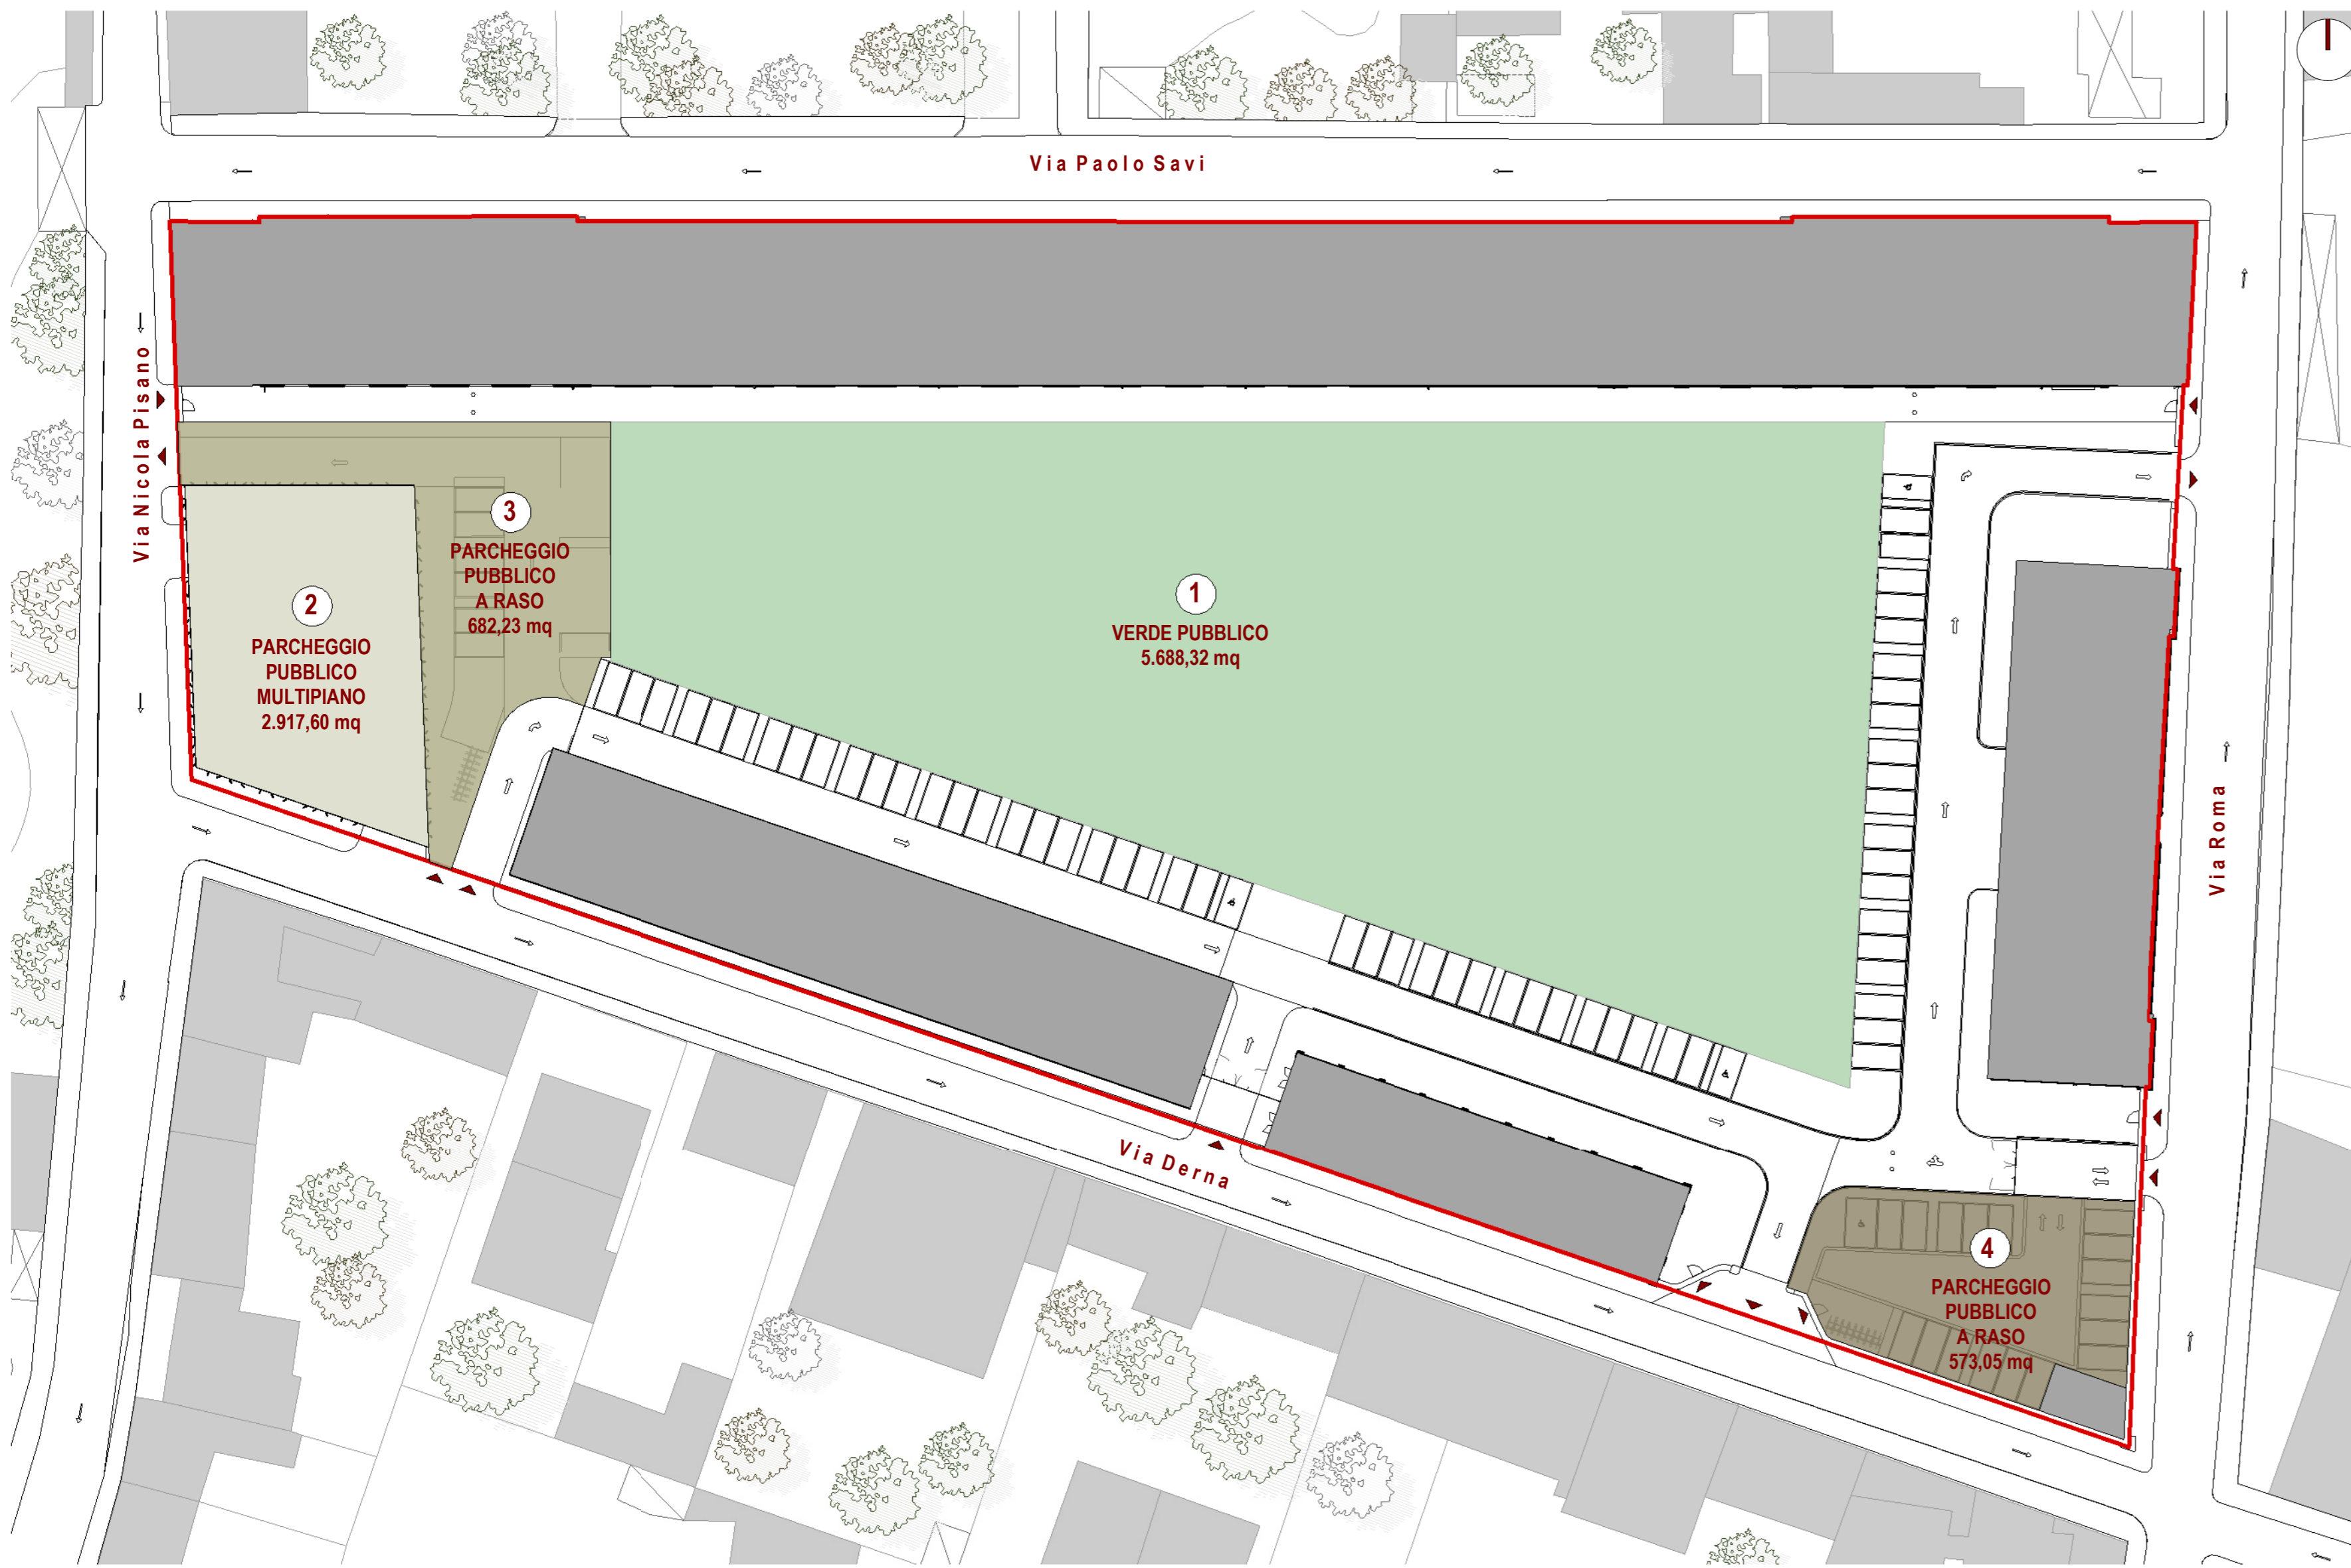 Via Paolo Savi
Via Nicola Pisano
3
PARCHEGGIO
PUBBLICO
A RASO
682,23 mq
2
PARCHEGGIO
PUBBLICO
MULTIPIANO
2.917,60 mq
1
VERDE PUBBLICO
5.688,32 mq
Via Roma
Via Derna
4
PARCHEGGIO
PUBBLICO
A RASO
573,05 mq